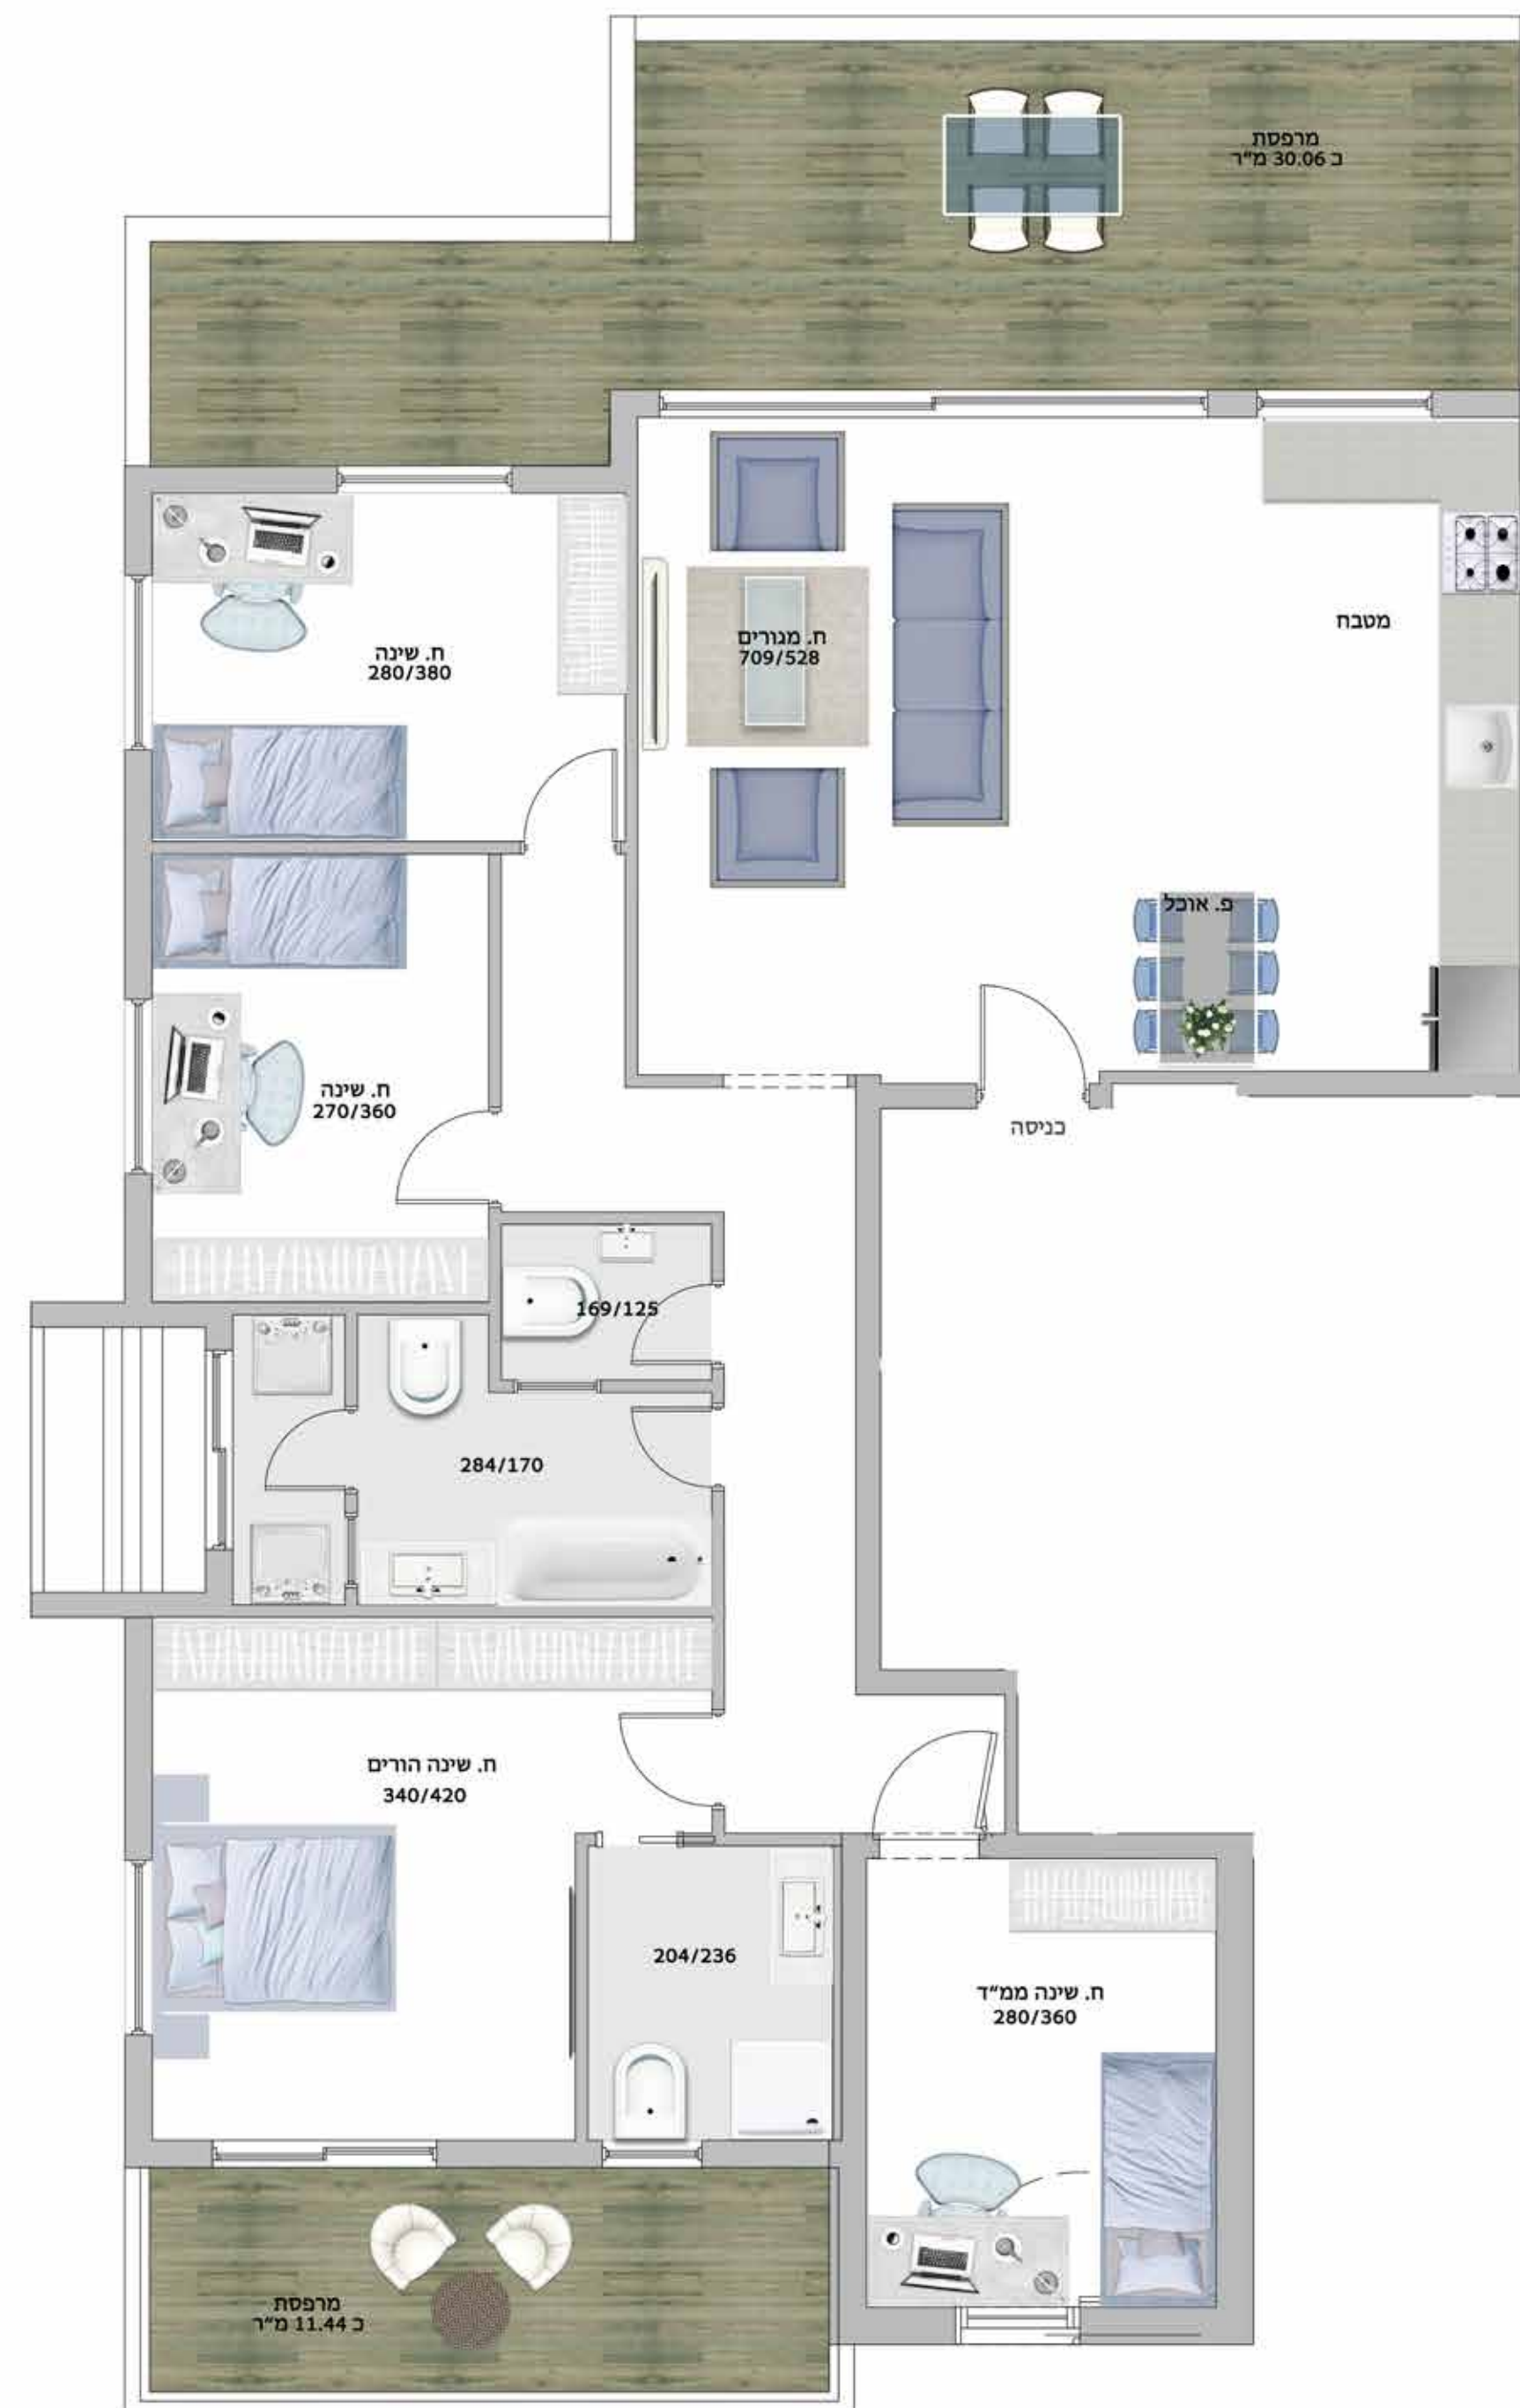 מרפסת
כ 30.06 מ"ר
מטבח
ח. מגורים
709/528
ח. שינה
280/380
פ. אוכל
ח. שינה
270/360
כניסה
169/125
284/170
ח. שינה הורים
340/420
204/236
ח. שינה ממ"ד
280/360
מרפסת
כ 11.44 מ"ר